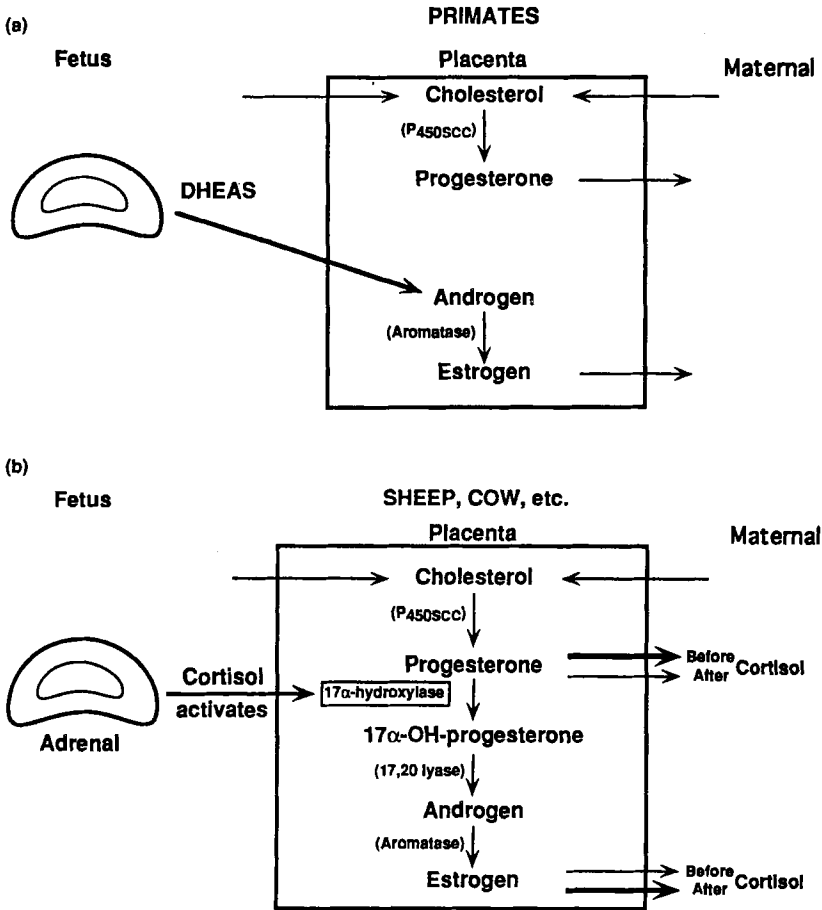 (a)
PRIMATES
Fetus
Placenta
Maternal
Cholesterol
(P450scc)
DHEAS
Progesterone
Androgen
(Aromatase)
Estrogen
(b)
Fetus
SHEEP, COW, etc.
Placenta
Maternal
Cholesterol
(P450scc)
Progesterone
Before
After
Cortisol
Cortisol
activates
17α-hydroxylase
Adrenal
17α-OH-progesterone
(17,20 lyase)
Androgen
(Aromatase)
Estrogen
Before
After
Cortisol